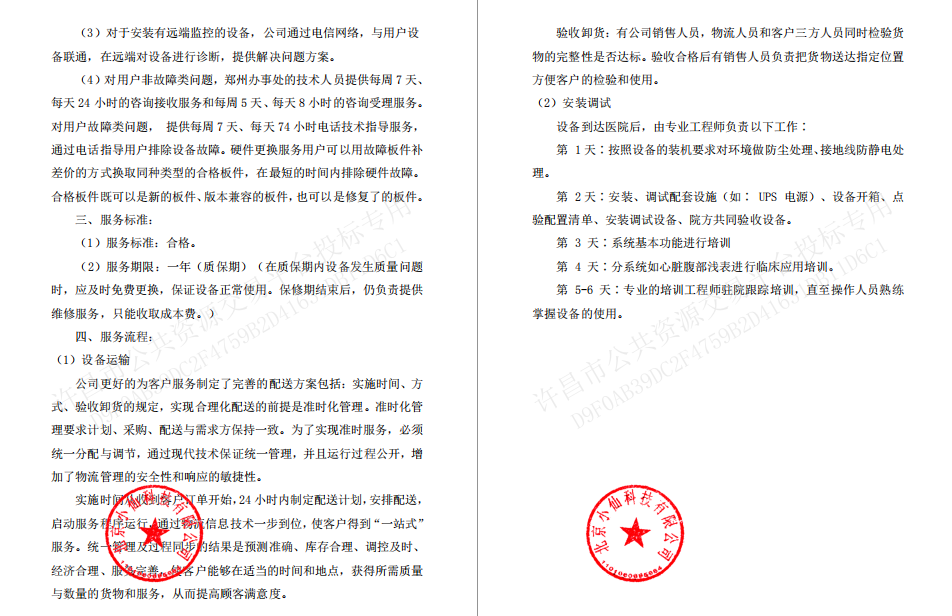 （3）对于安装有远端监控的设备，公司通过电信网络，与用户设
备联通，在远端对设备进行诊断，提供解决问题方案。
（4）对用户非故障类问题，郑州办事处的技术人员提供每周 7 天、
每天 24 小时的咨询接收服务和每周 5 天、每天 8 小时的咨询受理服务。
对用户故障类问题， 提供每周 7 天、每天 74 小时电话技术指导服务，
通过电话指导用户排除设备故障。硬件更换服务用户可以用故障板件补
差价的方式换取同种类型的合格板件，在最短的时间内排除硬件故障。
合格板件既可以是新的板件、版本兼容的板件，也可以是修复了的板件。
三、服务标准：
（1）服务标准：合格。
（2）服务期限：一年（质保期）（在质保期内设备发生质量问题
时，应及时免费更换，保证设备正常使用。保修期结束后，仍负责提供
维修服务，只能收取成本费。）
四、服务流程：
（1）设备运输
公司更好的为客户服务制定了完善的配送方案包括：实施时间、方
式、验收卸货的规定，实现合理化配送的前提是准时化管理。准时化管
理要求计划、采购、配送与需求方保持一致。为了实现准时服务，必须
统一分配与调节，通过现代技术保证统一管理，并且运行过程公开，增
加了物流管理的安全性和响应的敏捷性。
实施时间从收到客户订单开始，24 小时内制定配送计划，安排配送，
启动服务程序运行，通过物流信息技术一步到位，使客户得到“一站式”
服务。统一管理及过程同步的结果是预测准确、库存合理、调控及时、
经济合理、服务完善，使客户能够在适当的时间和地点，获得所需质量
与数量的货物和服务，从而提高顾客满意度。
北京小仙科技有限公司
验收卸货：有公司销售人员，物流人员和客户三方人员同时检验货
物的完整性是否达标。验收合格后有销售人员负责把货物送达指定位置
方便客户的检验和使用。
（2）安装调试
设备到达医院后，由专业工程师负责以下工作：
第 1 天：按照设备的装机要求对环境做防尘处理、接地线防静电处
理。
第 2 天：安装、调试配套设施（如： UPS 电源）、设备开箱、点
验配置清单、安装调试设备、院方共同验收设备。
第 3 天：系统基本功能进行培训
第 4 天：分系统如心脏腹部浅表进行临床应用培训。
第 5-6 天：专业的培训工程师驻院跟踪培训，直至操作人员熟练
掌握设备的使用。
北京小仙科技有限公司